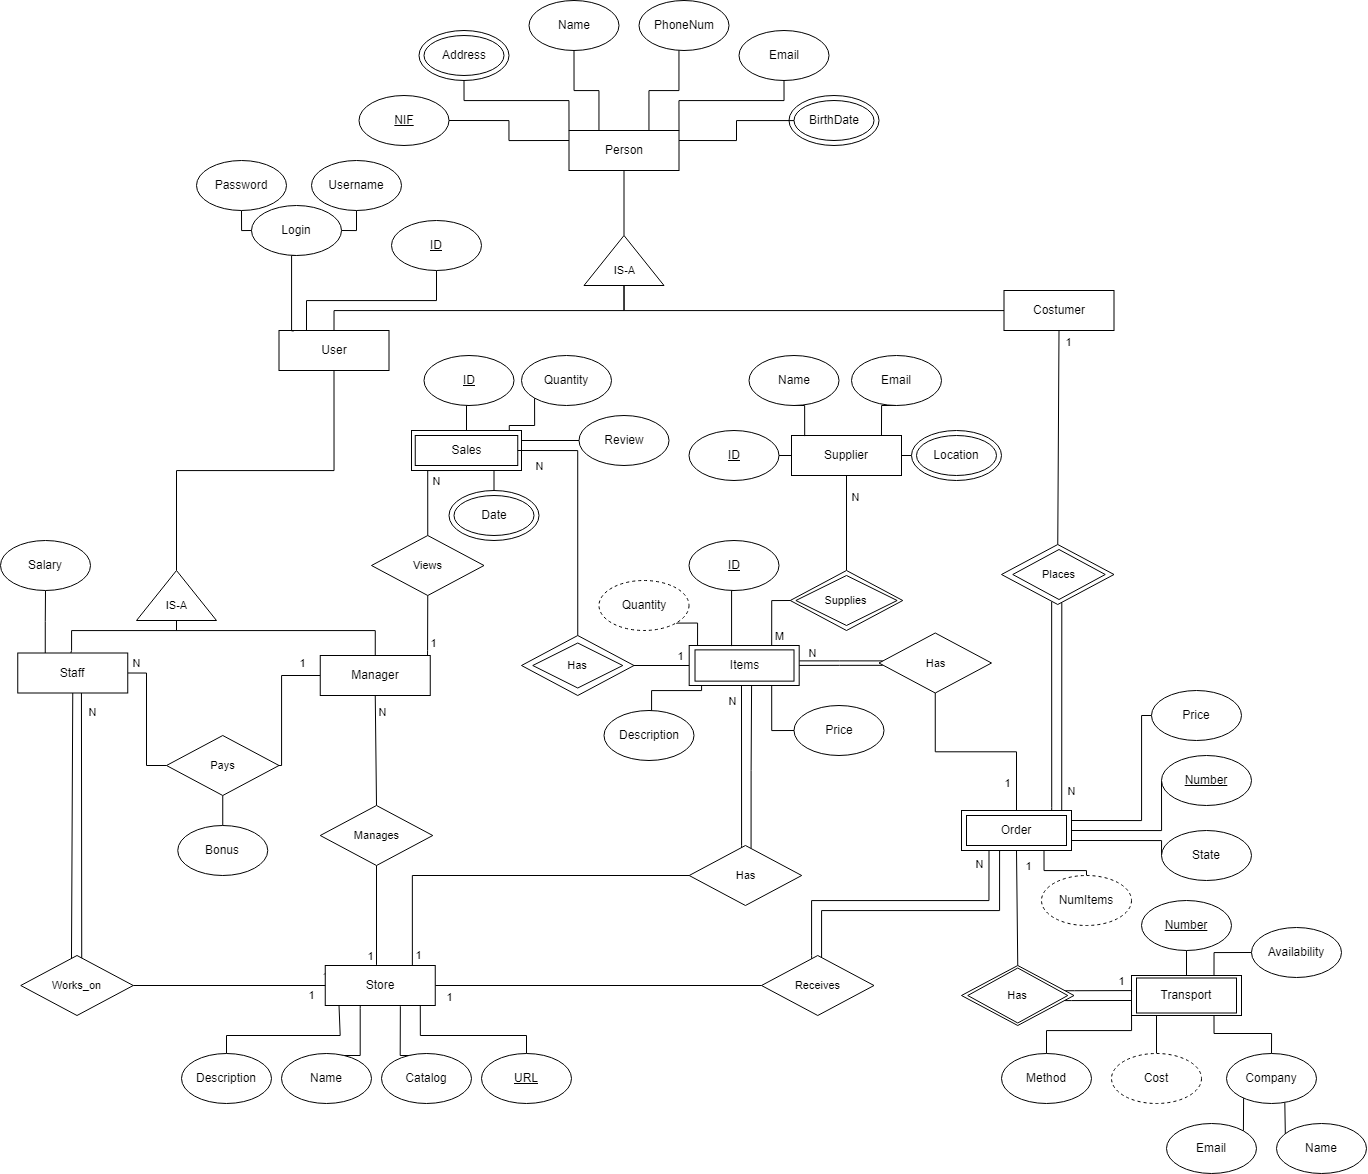 Name
PhoneNum
Address
Email
NIF
BirthDate
Person
Password
Username
Login
ID
IS-A
Costumer
1
User
ID
Quantity
Name
Email
Review
Sales
N
N
ID
Supplier
Location
N
Date
Salary
Views
ID
Places
IS-A
Quantity
Supplies
1
M
N
1
Staff
N
1
Manager
Has
1
Items
N
Has
N
N
N
Description
Price
Price
Pays
Number
1
N
Bonus
Manages
Order
State
N
1
Has
NumItems
Number
Availability
1
1
Works_on
1
Store
1
Receives
Has
1
Transport
Description
Name
Catalog
URL
Method
Cost
Company
Email
Name